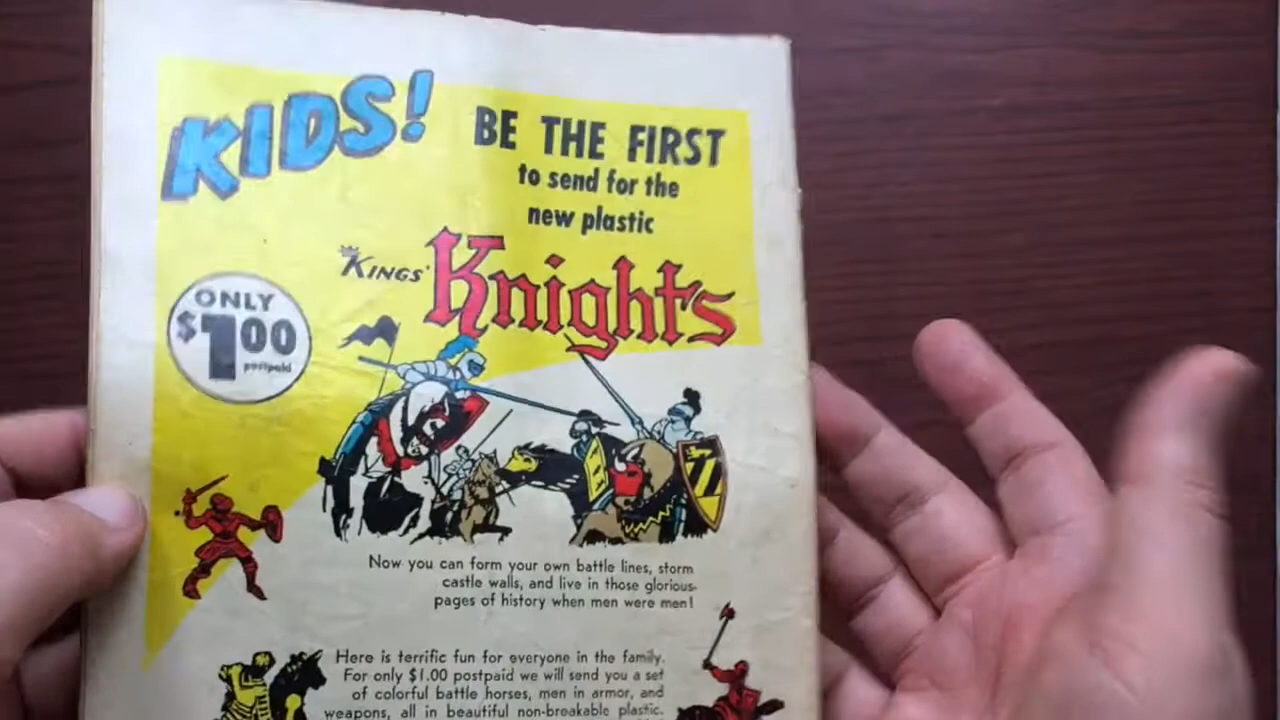 KIDS!
BE THE FIRST
to send for the
new plastic
KINGS' Knights
ONLY
$1.00
postpaid
Now you can form your own battle lines, storm
castle walls, and live in those glorious
pages of history when men were men!
Here is terrific fun for everyone in the family.
For only $1.00 postpaid we will send you a set
of colorful battle horses, men in armor, and
weapons, all in beautiful non-breakable plastic.